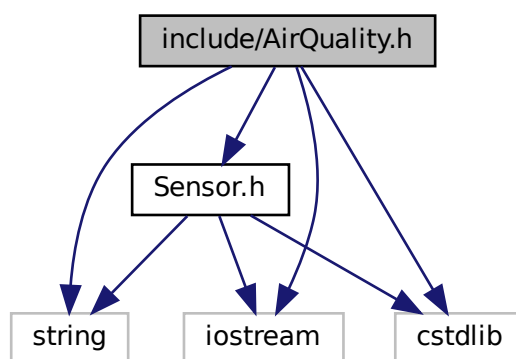 include/AirQuality.h
Sensor.h
string
iostream
cstdlib